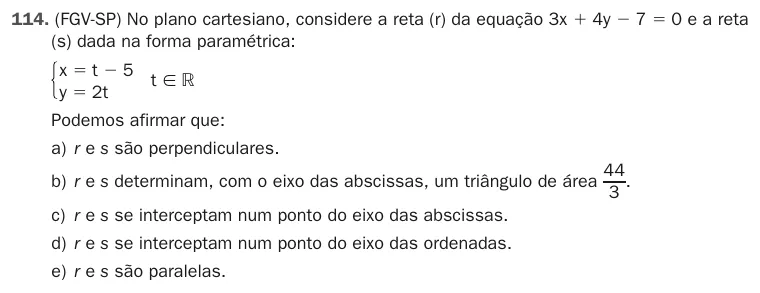 114. (FGV-SP) No plano cartesiano, considere a reta (r) da equação 3x + 4y − 7 = 0 e a reta
(s) dada na forma paramétrica:
{x = t − 5
{y = 2t t ∈ ℝ
Podemos afirmar que:
a) r e s são perpendiculares.
b) r e s determinam, com o eixo das abscissas, um triângulo de área 44/3.
c) r e s se interceptam num ponto do eixo das abscissas.
d) r e s se interceptam num ponto do eixo das ordenadas.
e) r e s são paralelas.